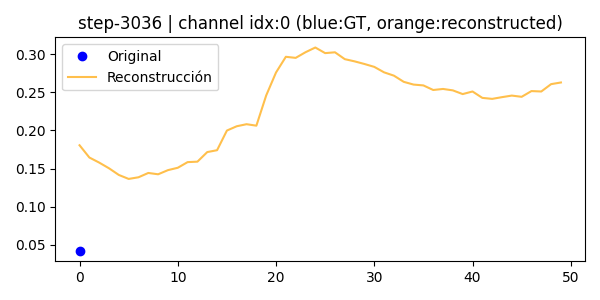 step-3036 | channel idx:0 (blue:GT, orange:reconstructed)
Original
Reconstrucción
0.30
0.25
0.20
0.15
0.10
0.05
0 10 20 30 40 50